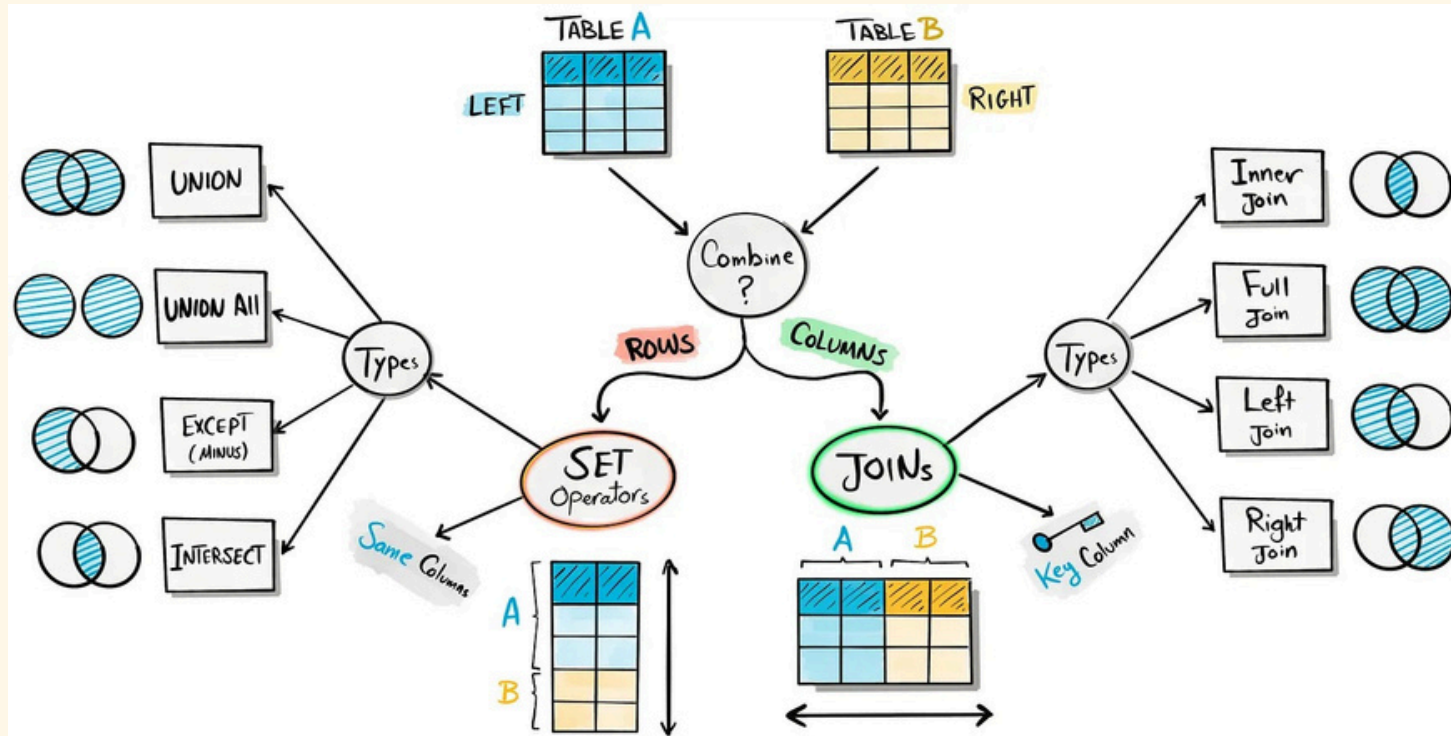 TABLE A
TABLE B
LEFT
RIGHT
Combine
?
ROWS
COLUMNS
SET
Operators
Same Columns
Types
UNION
UNION All
EXCEPT
(MINUS)
INTERSECT
A
B
JOINs
Key Column
Types
Inner
Join
Full
Join
Left
Join
Right
Join
A
B